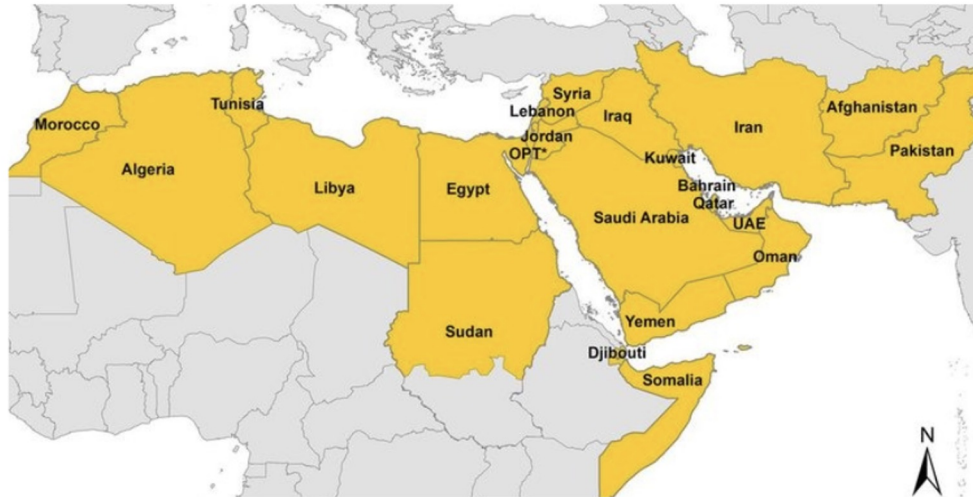 Morocco
Algeria
Tunisia
Libya
Egypt
Sudan
Syria
Lebanon
Jordan
OPT*
Iraq
Iran
Afghanistan
Pakistan
Kuwait
Bahrain
Qatar
UAE
Saudi Arabia
Oman
Yemen
Djibouti
Somalia
N